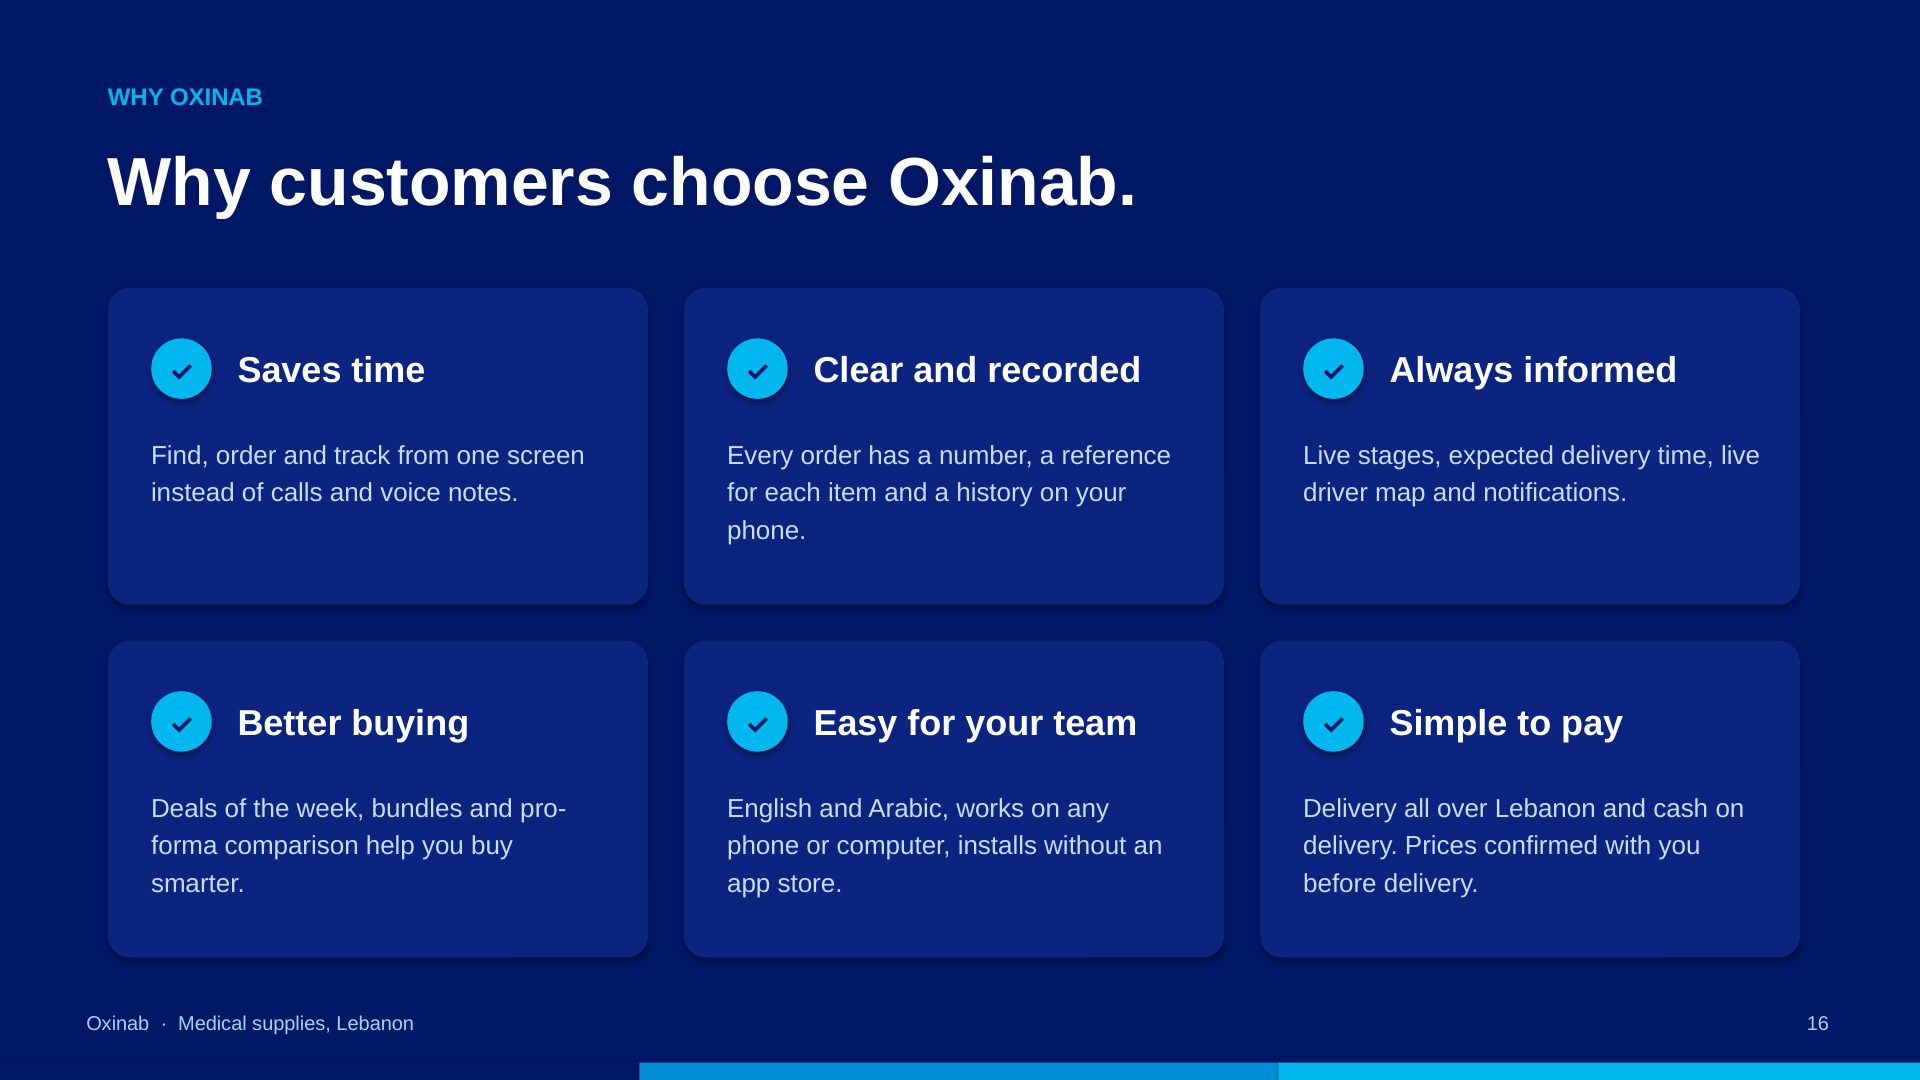 WHY OXINAB
Why customers choose Oxinab.
Saves time
Find, order and track from one screen
instead of calls and voice notes.
Clear and recorded
Every order has a number, a reference
for each item and a history on your
phone.
Always informed
Live stages, expected delivery time, live
driver map and notifications.
Better buying
Deals of the week, bundles and pro-
forma comparison help you buy
smarter.
Easy for your team
English and Arabic, works on any
phone or computer, installs without an
app store.
Simple to pay
Delivery all over Lebanon and cash on
delivery. Prices confirmed with you
before delivery.
Oxinab · Medical supplies, Lebanon
16